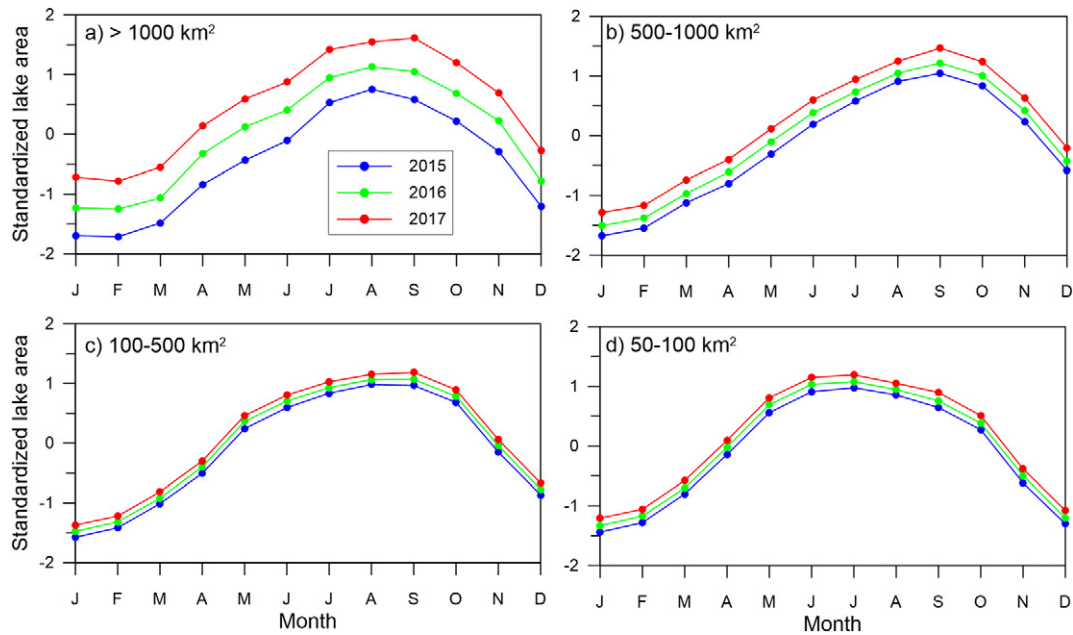 a) > 1000 km²
Standardized lake area
2
1
0
-1
-2
J F M A M J J A S O N D
2015
2016
2017
b) 500-1000 km²
2
1
0
-1
-2
J F M A M J J A S O N D
c) 100-500 km²
Standardized lake area
2
1
0
-1
-2
J F M A M J J A S O N D
Month
d) 50-100 km²
2
1
0
-1
-2
J F M A M J J A S O N D
Month